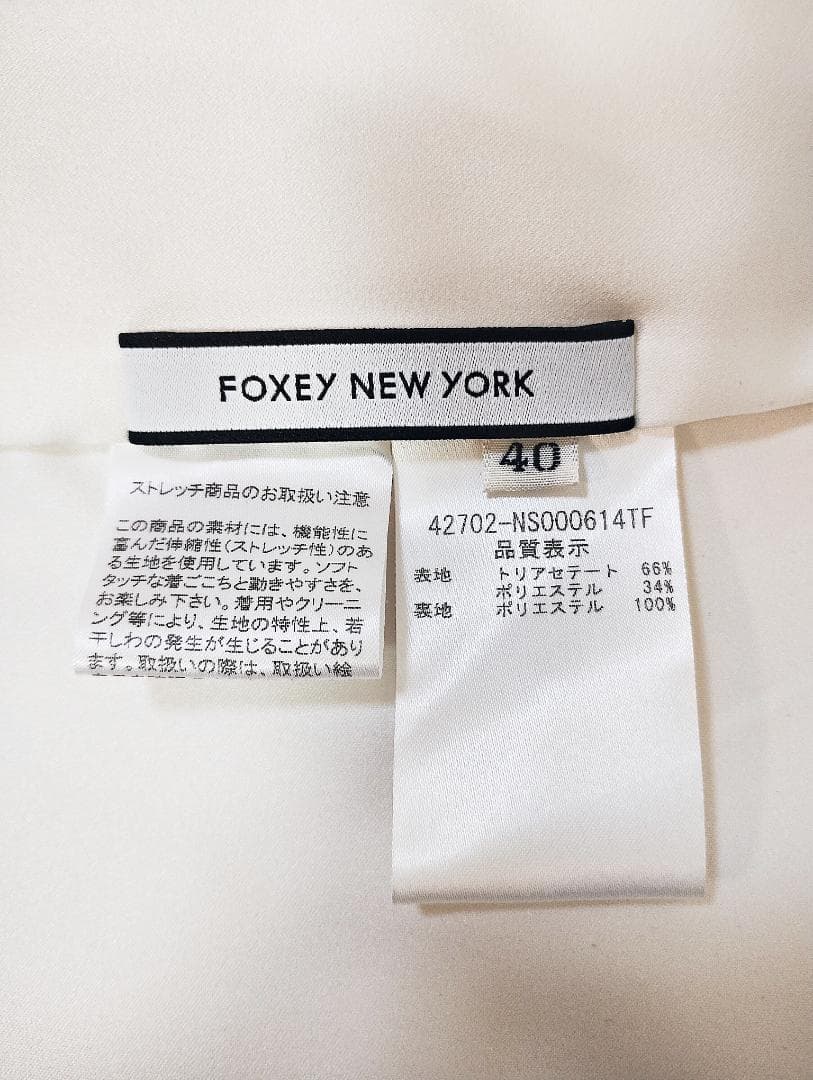 FOXEY NEW YORK
40
ストレッチ商品のお取扱い注意
この商品の素材には、機能性に
富んだ伸縮性(ストレッチ性)のあ
る生地を使用しています。ソフト
タッチな着ごこちと動きやすさを、
お楽しみ下さい。着用やクリーニ
ング等により、生地の特性上、若
干しわの発生が生じることがあり
ます。取扱いの際は、取扱い絵
42702-NS000614TF
品質表示
表地 トリアセテート 66%
ポリエステル 34%
裏地 ポリエステル 100%